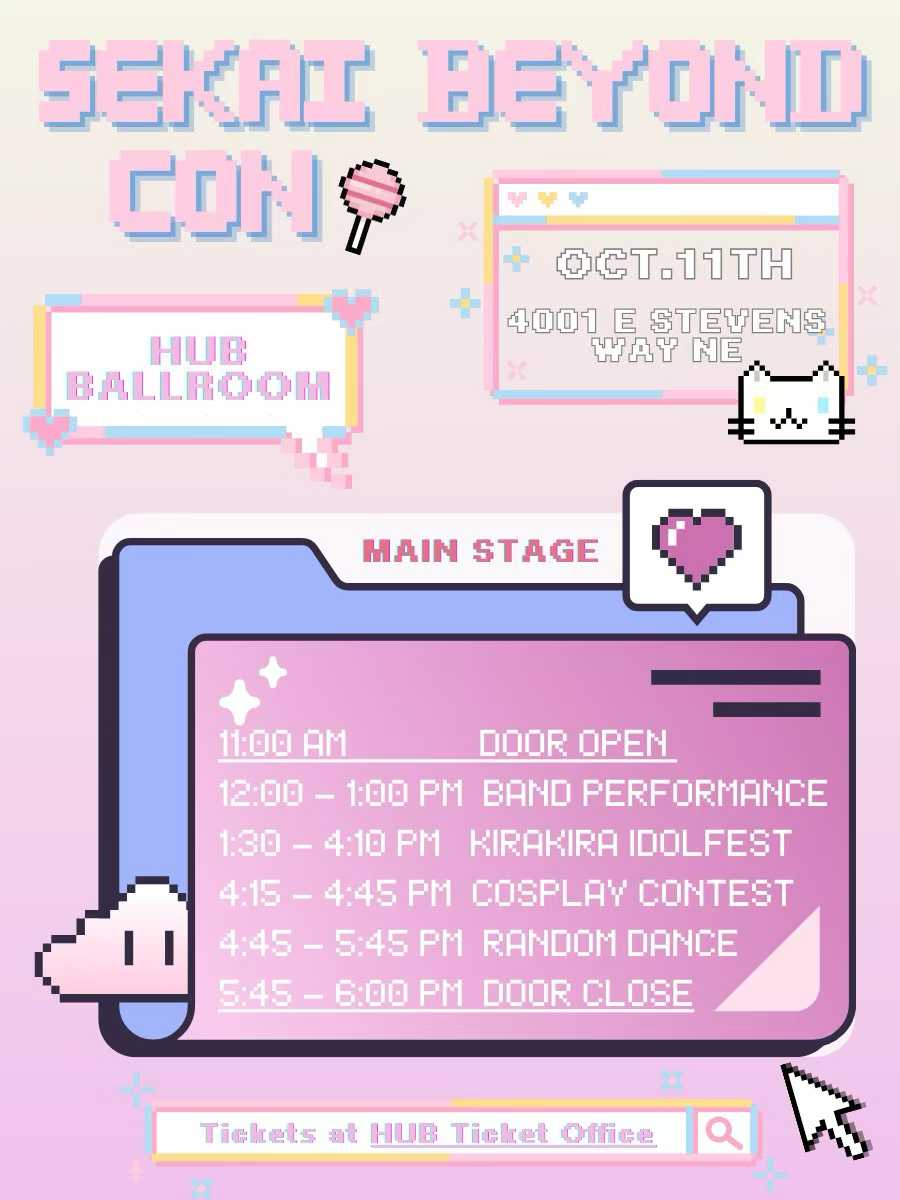 SEKAI BEYOND
CON
OCT.11TH
4001 E STEVENS
WAY NE
HUB
BALLROOM
MAIN STAGE
11:00 AM DOOR OPEN
12:00 – 1:00 PM BAND PERFORMANCE
1:30 – 4:10 PM KIRAKIRA IDOLFEST
4:15 – 4:45 PM COSPLAY CONTEST
4:45 – 5:45 PM RANDOM DANCE
5:45 – 6:00 PM DOOR CLOSE
Tickets at HUB Ticket Office